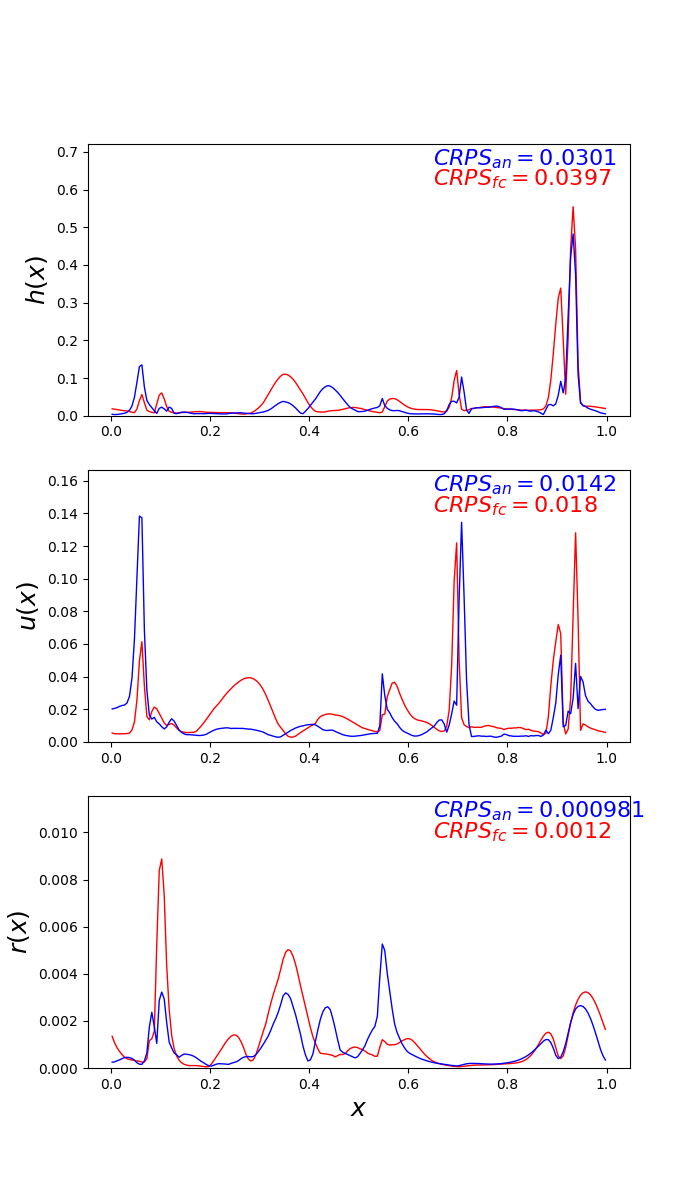 0.7
0.6
0.5
0.4
0.3
0.2
0.1
0.0
h(x)
CRPS_an = 0.0301
CRPS_fc = 0.0397
0.0 0.2 0.4 0.6 0.8 1.0
0.16
0.14
0.12
0.10
0.08
0.06
0.04
0.02
0.00
u(x)
CRPS_an = 0.0142
CRPS_fc = 0.018
0.0 0.2 0.4 0.6 0.8 1.0
0.010
0.008
0.006
0.004
0.002
0.000
r(x)
CRPS_an = 0.000981
CRPS_fc = 0.0012
0.0 0.2 0.4 0.6 0.8 1.0
x